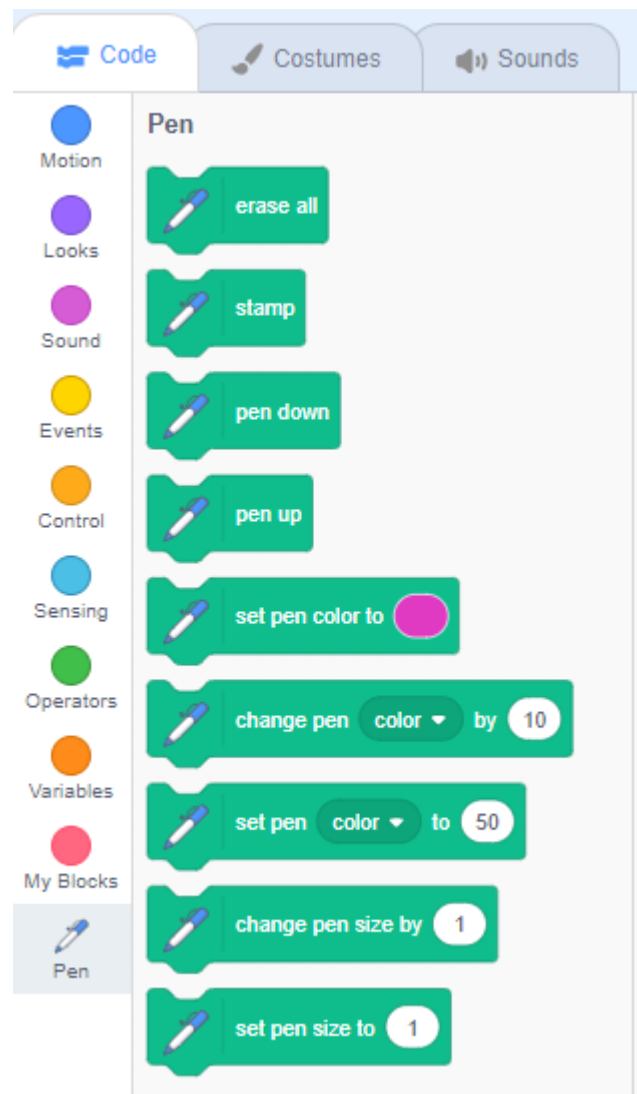 Code Costumes Sounds
Motion
Looks
Sound
Events
Control
Sensing
Operators
Variables
My Blocks
Pen
Pen
erase all
stamp
pen down
pen up
set pen color to
change pen color by 10
set pen color to 50
change pen size by 1
set pen size to 1